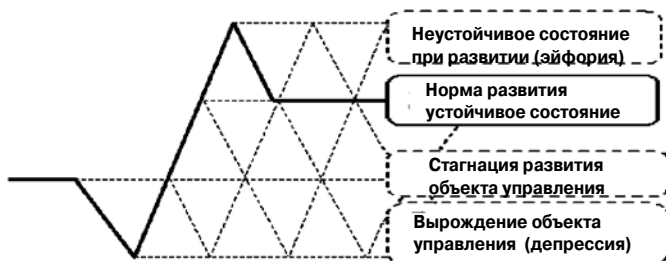 Неустойчивое состояние
при развитии (эйфория)
Норма развития
устойчивое состояние
Стагнация развития
объекта управления
Вырождение объекта
управления (депрессия)